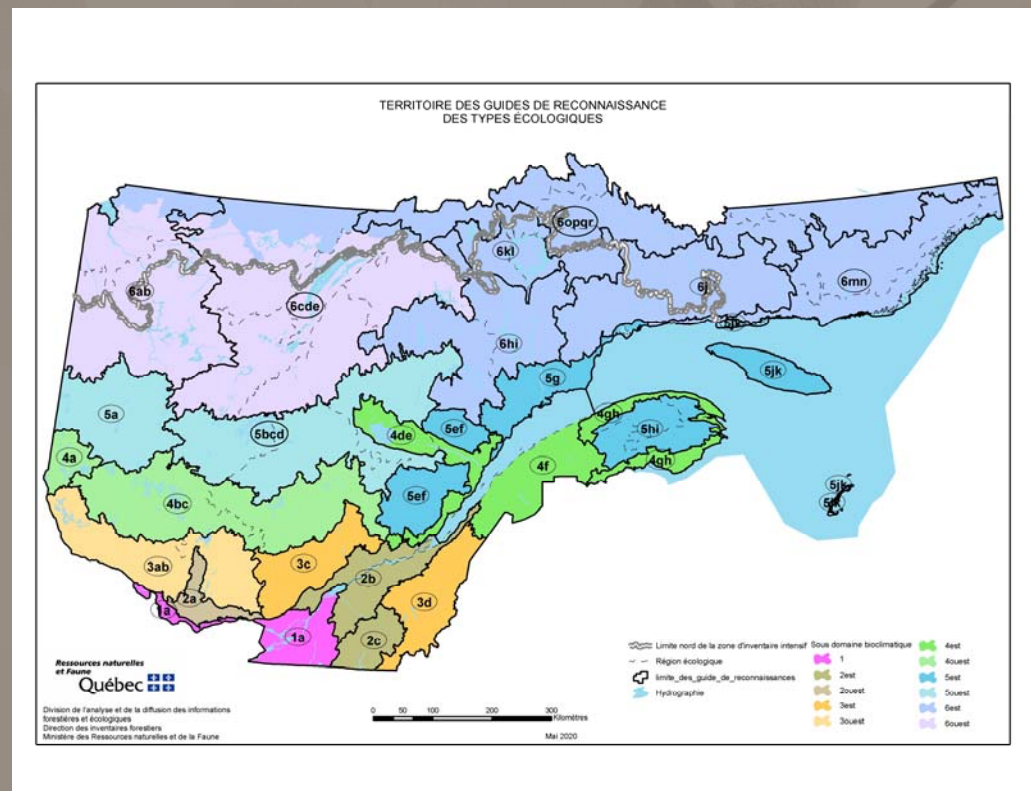 TERRITOIRE DES GUIDES DE RECONNAISSANCE
DES TYPES ÉCOLOGIQUES
6opqr
6kl
6ab
6cde
6j
6mn
6hi
5jk
5g
5jk
5a
5bcd
4de
5ef
4gh
5hi
4a
4f
4gh
4bc
5ef
5jk
5jk
3ab
3c
2b
2a
3d
1a
1a
2c
Limite nord de la zone d'inventaire intensif
Région écologique
limite_des_guide_de_reconnaissances
Hydrographie
Sous domaine bioclimatique
1
2est
2ouest
3est
3ouest
4est
4ouest
5est
5ouest
6est
6ouest
Ressources naturelles
et Faune
Québec
Division de l'analyse et de la diffusion des informations
forestières et écologiques
Direction des inventaires forestiers
Ministère des Ressources naturelles et de la Faune
0 50 100 200 300
Kilomètres
Mai 2020